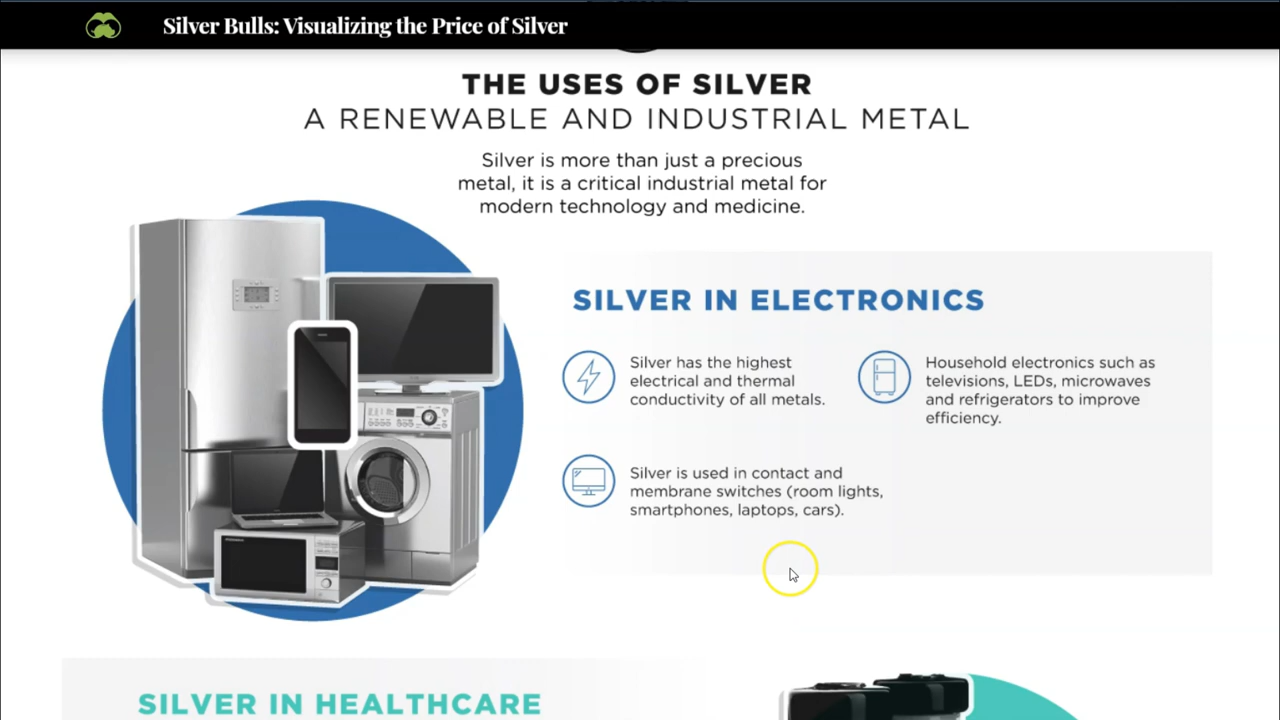 Silver Bulls: Visualizing the Price of Silver
THE USES OF SILVER
A RENEWABLE AND INDUSTRIAL METAL
Silver is more than just a precious
metal, it is a critical industrial metal for
modern technology and medicine.
SILVER IN ELECTRONICS
Silver has the highest
electrical and thermal
conductivity of all metals.
Household electronics such as
televisions, LEDs, microwaves
and refrigerators to improve
efficiency.
Silver is used in contact and
membrane switches (room lights,
smartphones, laptops, cars).
SILVER IN HEALTHCARE